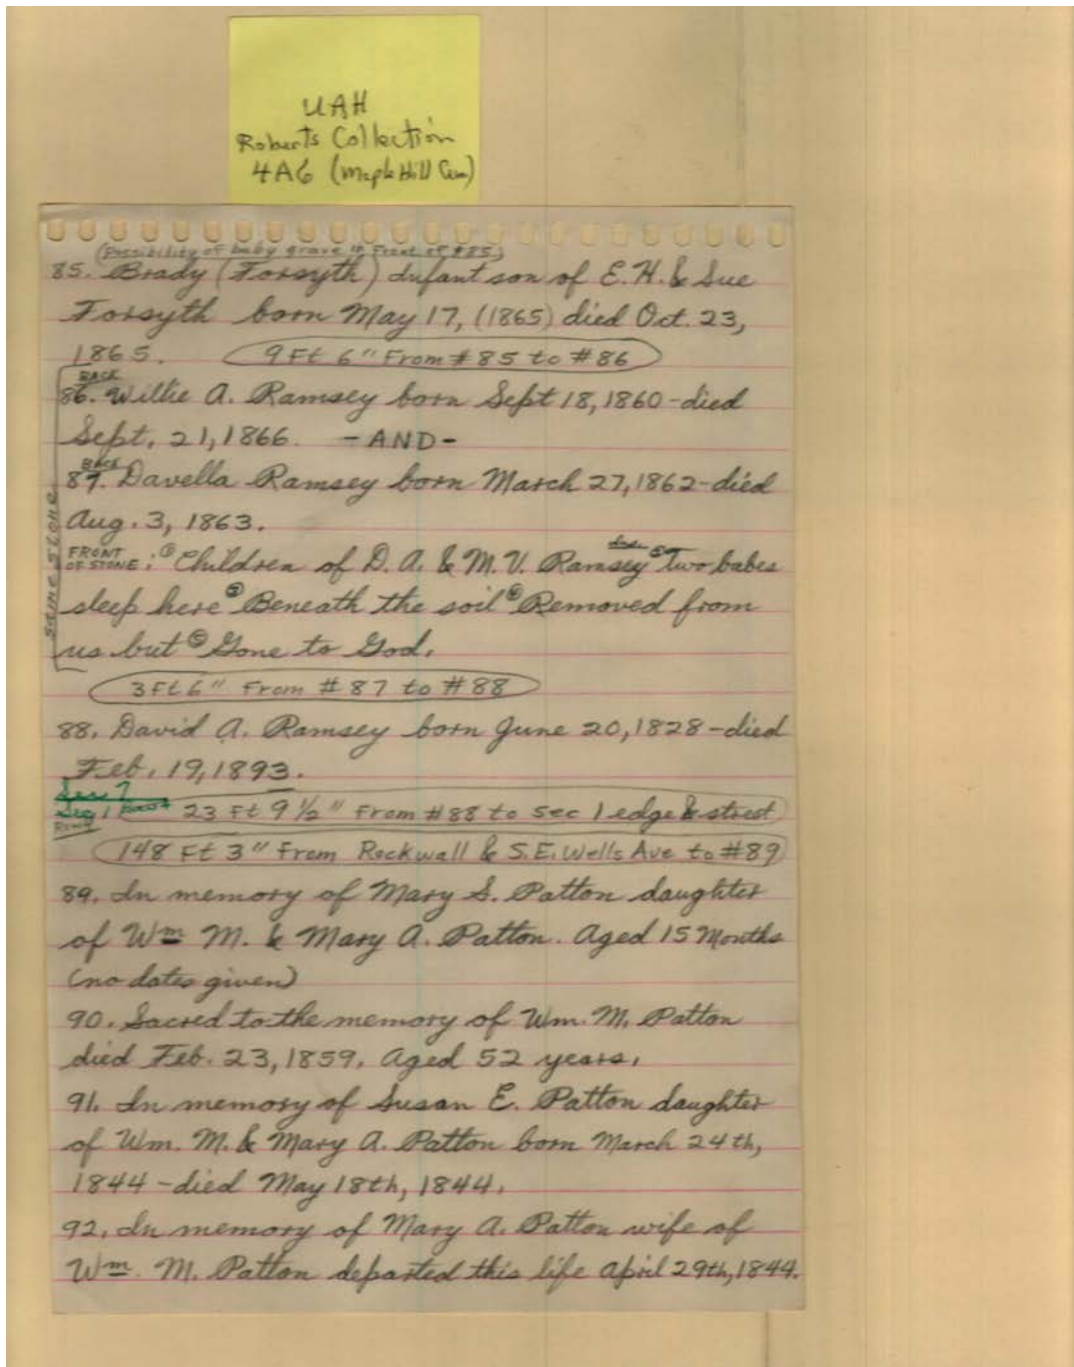 UAH
Roberts Collection
4A6 (Maple Hill Cem)
(Possibility of baby grave in Front of #85)
85. Brady (Forsyth) Infant son of E.H. & Sue
Forsyth born May 17, (1865) died Oct. 23,
1865. 9 Ft 6" From #85 to #86
BACK
86. Willie A. Ramsey born Sept 18, 1860-died
Sept. 21, 1866. -AND-
BACK
87. Davella Ramsey born March 27, 1862-died
Aug. 3, 1863.
SAME STONE
FRONT OF STONE: ① Children of D. A. & M. V. Ramsey Two babes
sleep here Beneath the soil Removed from
us but Gone to God.
3 Ft 6" From #87 to #88
88. David A. Ramsey born June 20, 1828-died
Feb. 19, 1893.
23 Ft 9 1/2" From #88 to Sec 1 edge & street
148 Ft 3" From Rockwall & S.E. Wells Ave to #89
89. In memory of Mary S. Patton daughter
of Wm M. & Mary A. Patton. Aged 15 Months
(no dates given)
90. Sacred to the memory of Wm. M. Patton
died Feb. 23, 1859. Aged 52 years.
91. In memory of Susan E. Patton daughter
of Wm. M. & Mary A. Patton born March 24th,
1844-died May 18th, 1844.
92. In memory of Mary A. Patton wife of
Wm. M. Patton departed this life April 29th, 1844.